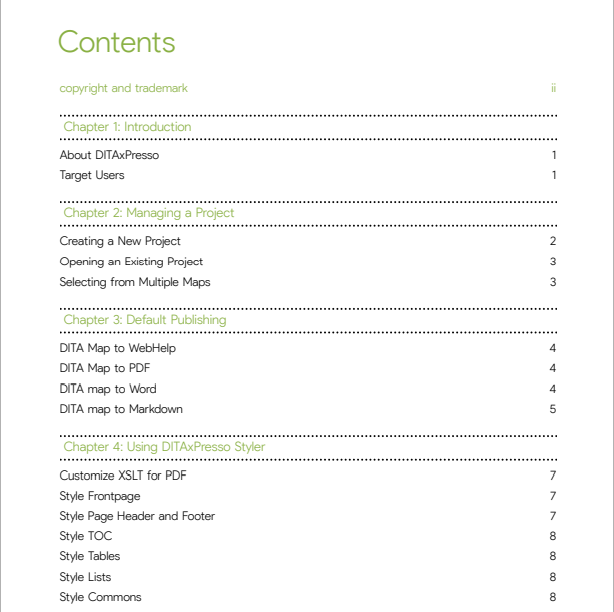 Contents
copyright and trademark ii
Chapter 1: Introduction
About DITAxPresso 1
Target Users 1
Chapter 2: Managing a Project
Creating a New Project 2
Opening an Existing Project 3
Selecting from Multiple Maps 3
Chapter 3: Default Publishing
DITA Map to WebHelp 4
DITA Map to PDF 4
DITA map to Word 4
DITA map to Markdown 5
Chapter 4: Using DITAxPresso Styler
Customize XSLT for PDF 7
Style Frontpage 7
Style Page Header and Footer 7
Style TOC 8
Style Tables 8
Style Lists 8
Style Commons 8